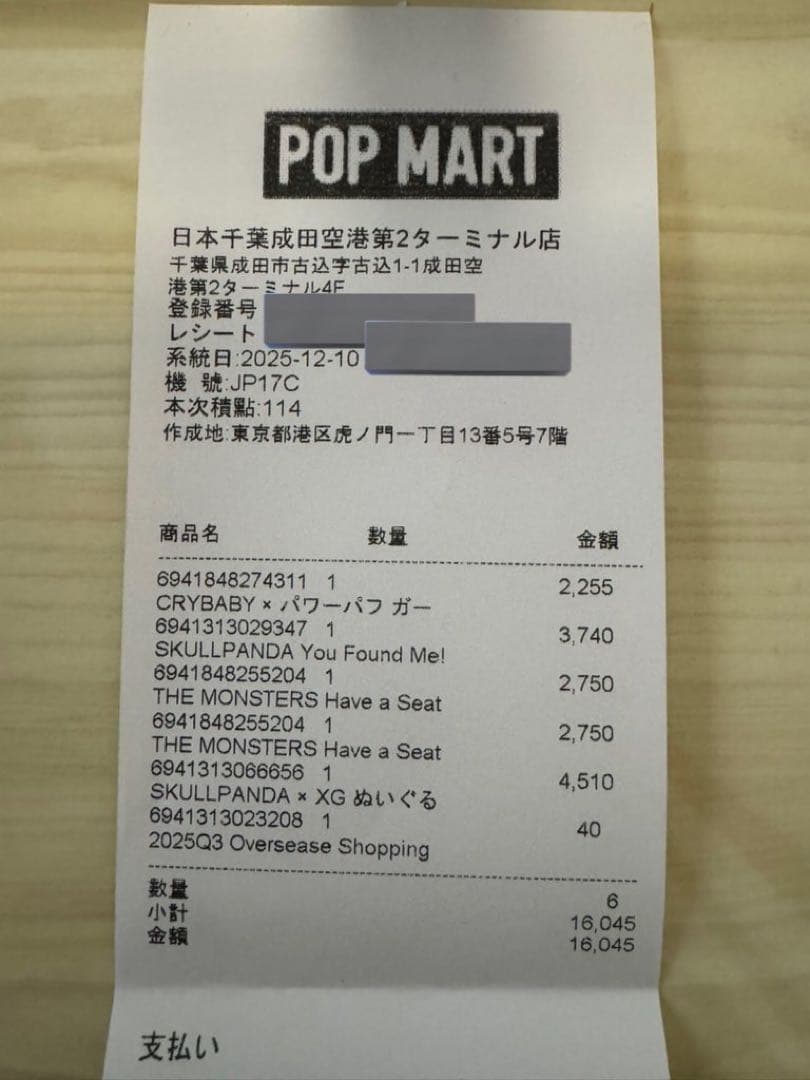 POP MART
日本千葉成田空港第2ターミナル店
千葉県成田市古込字古込1-1成田空
港第2ターミナル4F
登録番号
レシート
系統日:2025-12-10
機 號:JP17C
本次積點:114
作成地:東京都港区虎ノ門一丁目13番5号7階
商品名 數量 金額
6941848274311 1 2,255
CRYBABY × パワーパフ ガー
6941313029347 1 3,740
SKULLPANDA You Found Me!
6941848255204 1 2,750
THE MONSTERS Have a Seat
6941848255204 1 2,750
THE MONSTERS Have a Seat
6941313066656 1 4,510
SKULLPANDA × XG ぬいぐる
6941313023208 1 40
2025Q3 Oversease Shopping
數量 6
小計 16,045
金額 16,045
支払い